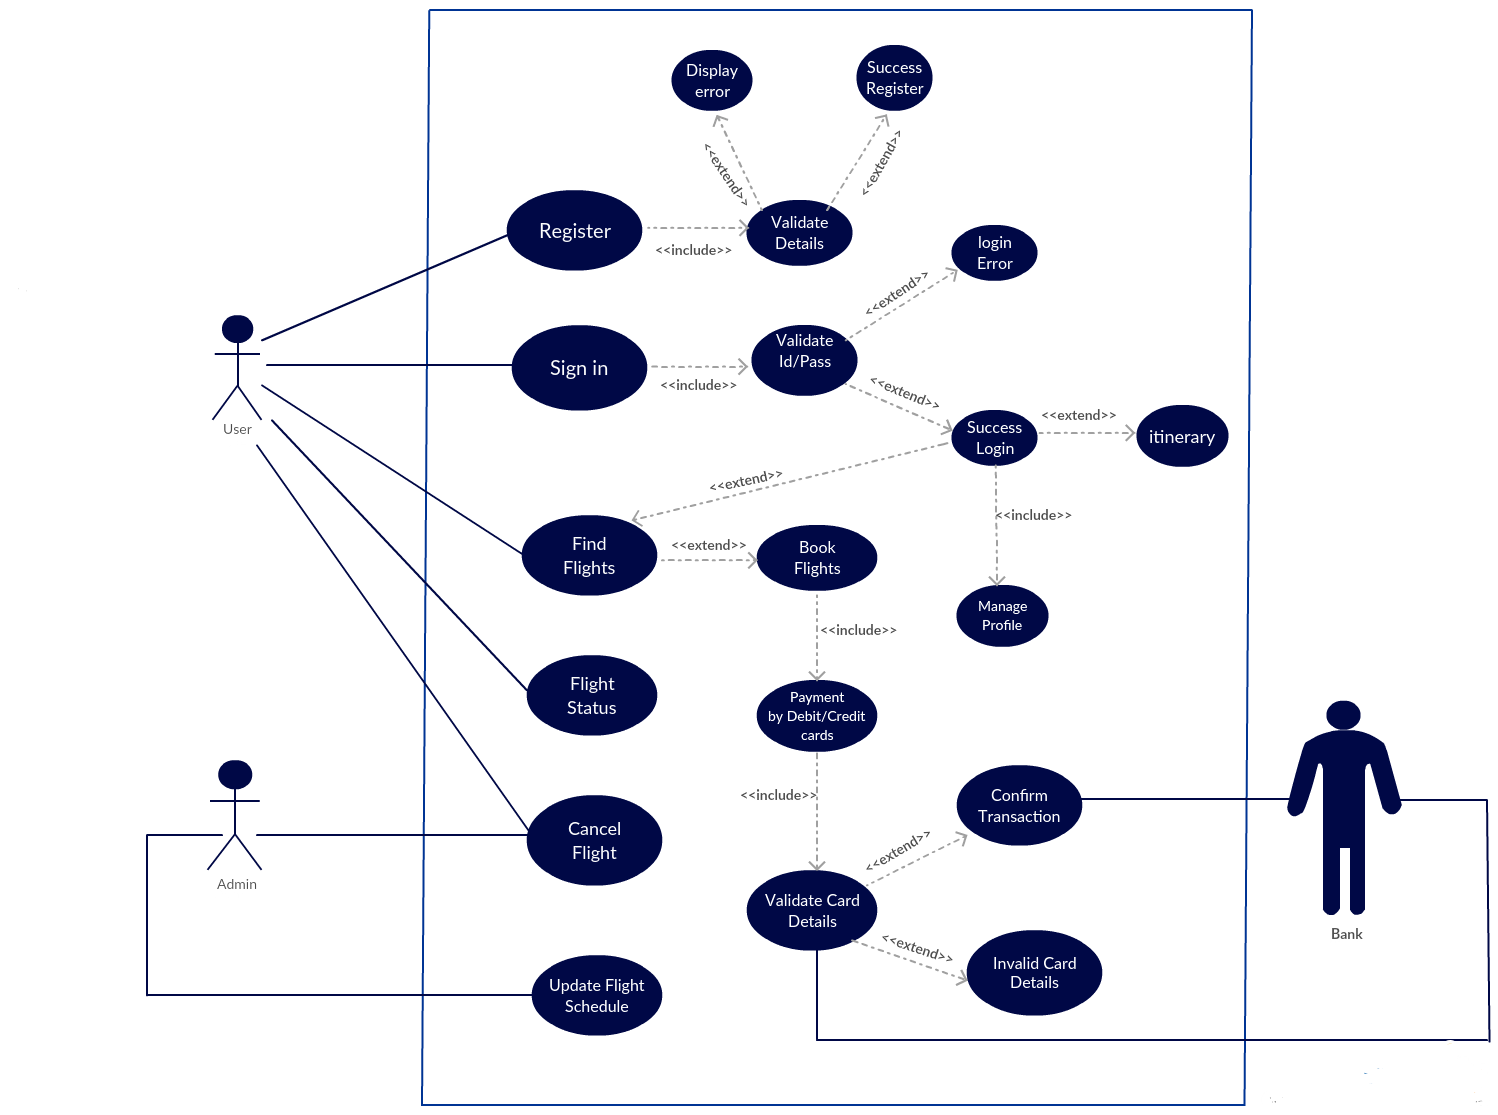 Display
error
Success
Register
<<extend>>
<<extend>>
Register
<<include>>
Validate
Details
login
Error
<<extend>>
User
Sign in
<<include>>
Validate
Id/Pass
<<extend>>
Success
Login
<<extend>>
itinerary
<<extend>>
<<include>>
Find
Flights
<<extend>>
Book
Flights
<<include>>
Manage
Profile
Flight
Status
Payment
by Debit/Credit
cards
<<include>>
Admin
Cancel
Flight
Confirm
Transaction
<<extend>>
Validate Card
Details
<<extend>>
Invalid Card
Details
Bank
Update Flight
Schedule